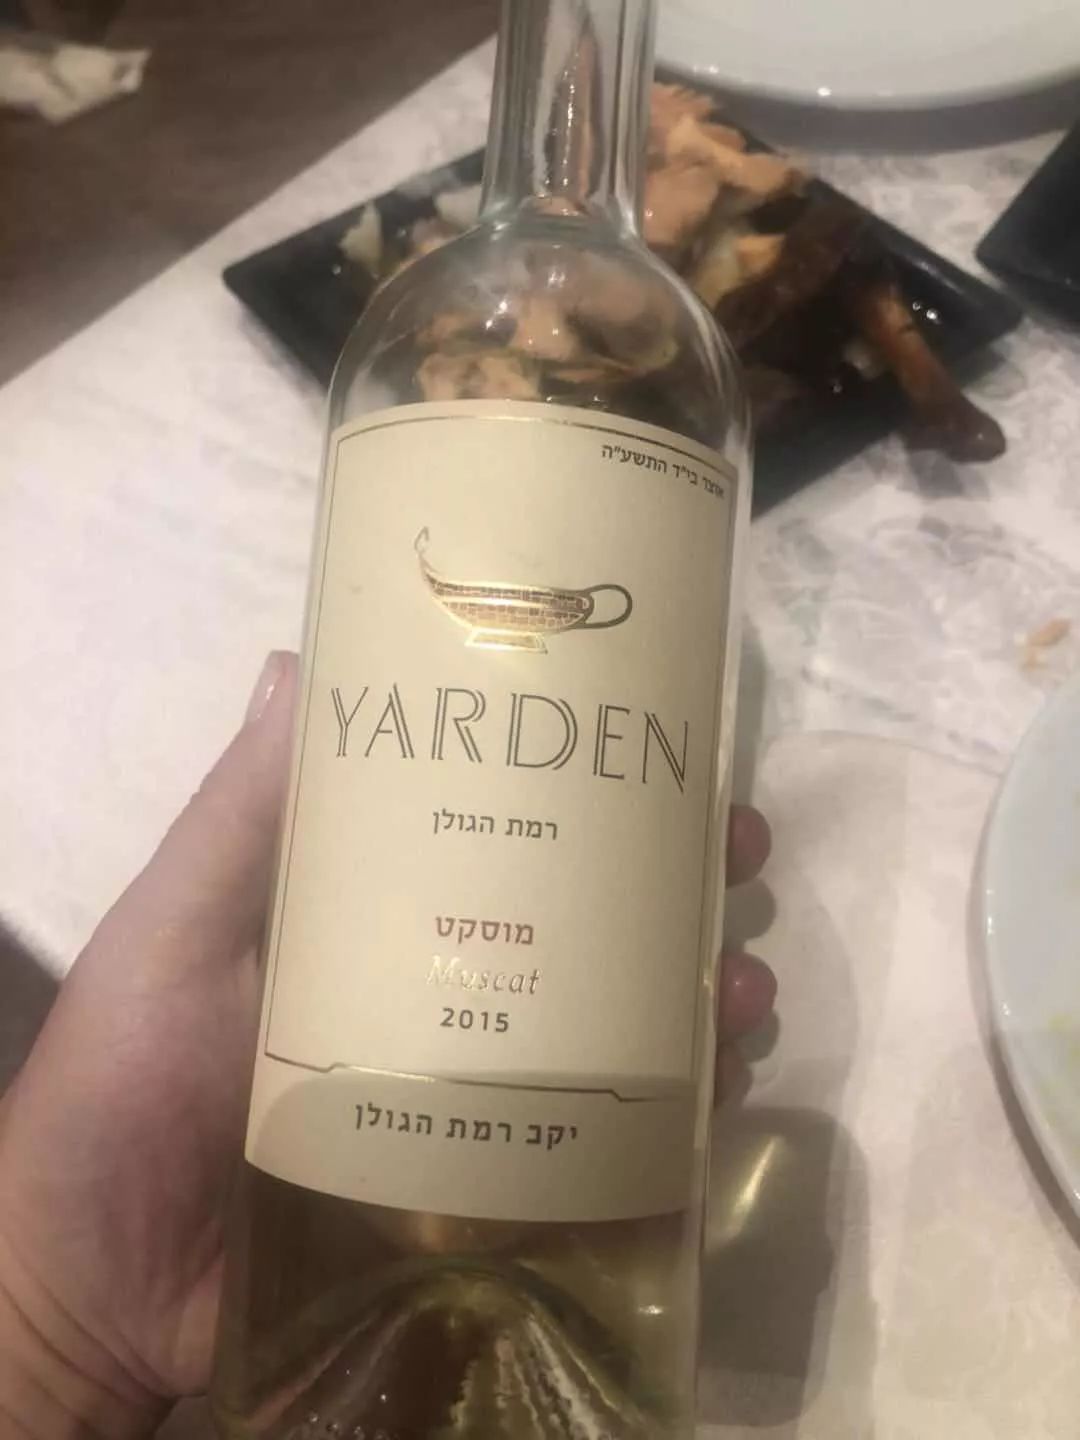 אוצר בי״ד התשע״ה
YARDEN
רמת הגולן
מוסקט
Muscat
2015
יקב רמת הגולן